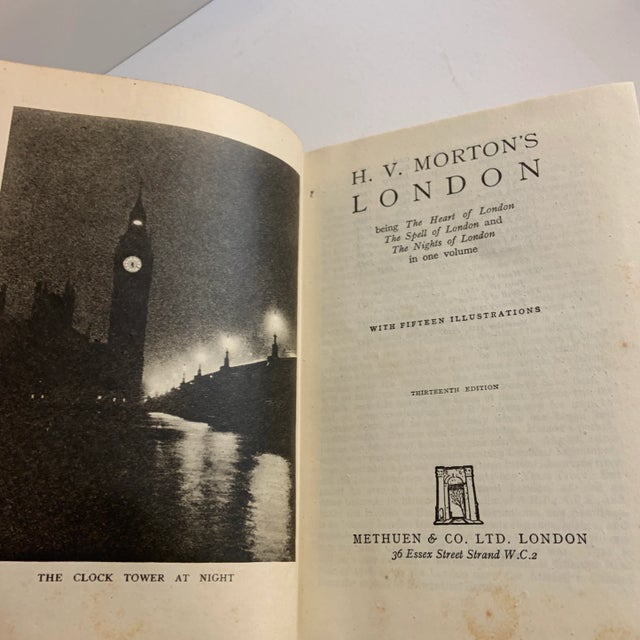 THE CLOCK TOWER AT NIGHT
H. V. MORTON'S
LONDON
being The Heart of London
The Spell of London and
The Nights of London
in one volume
WITH FIFTEEN ILLUSTRATIONS
THIRTEENTH EDITION
METHUEN & CO. LTD. LONDON
36 Essex Street Strand W.C.2